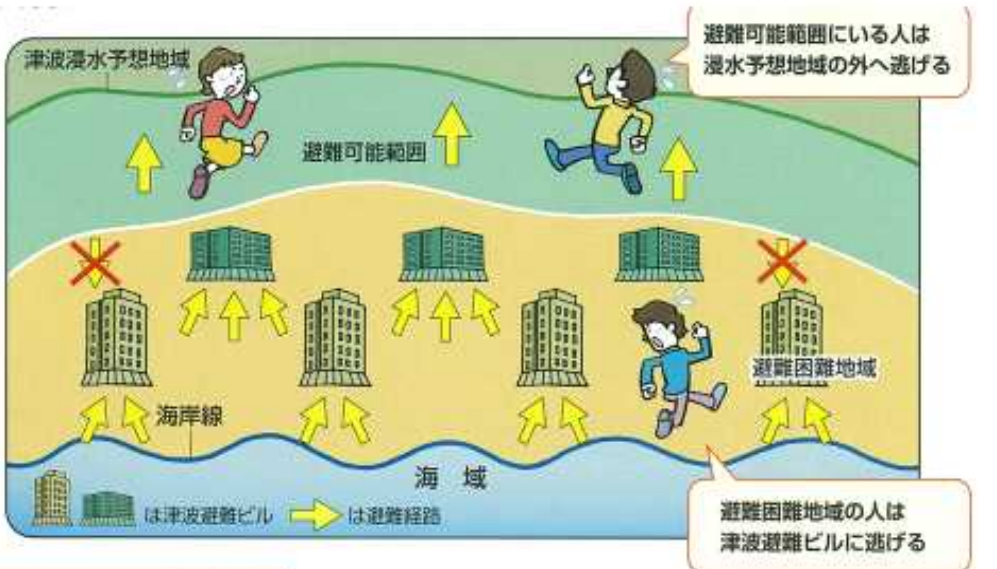 津波浸水予想地域
避難可能範囲にいる人は
浸水予想地域の外へ逃げる
避難可能範囲
避難困難地域
海岸線
海 域
は津波避難ビル
は避難経路
避難困難地域の人は
津波避難ビルに逃げる